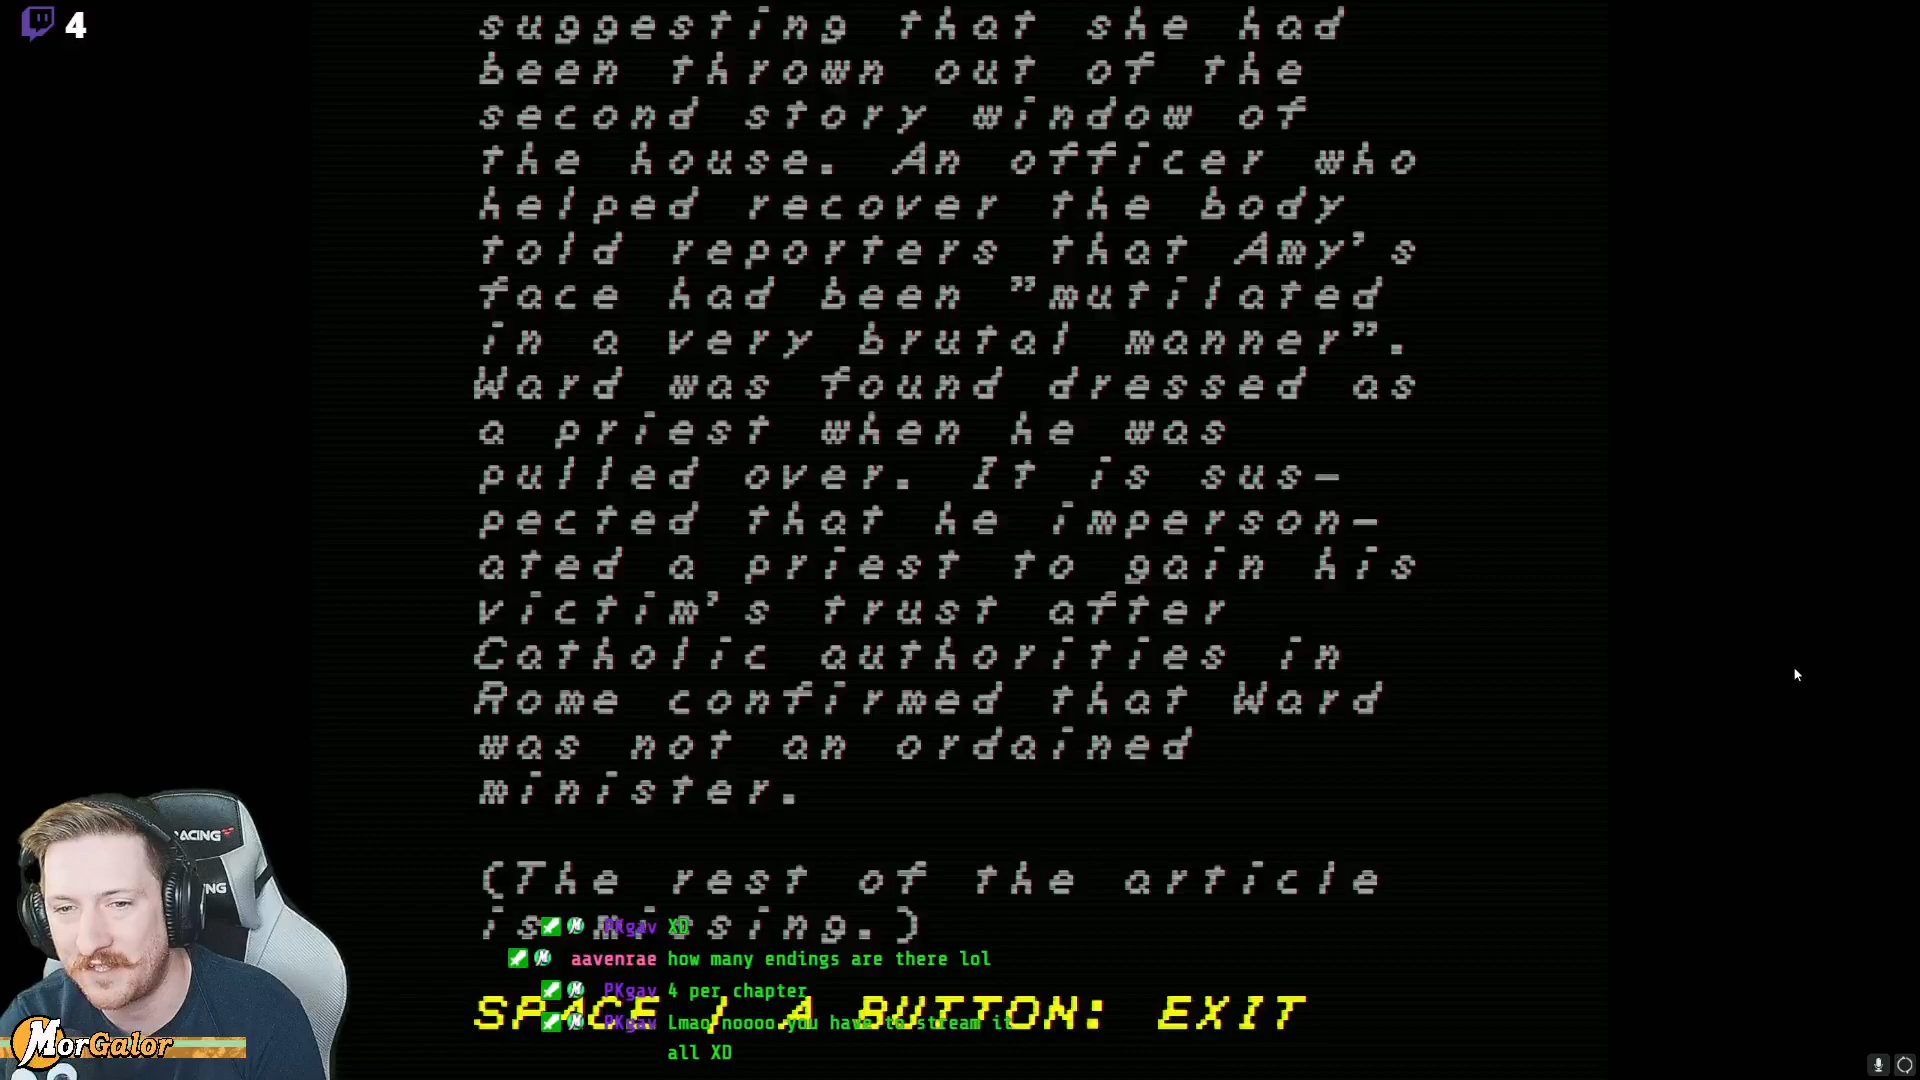 4
suggesting that she had
been thrown out of the
second story window of
the house. An officer who
helped recover the body
told reporters that Amy's
face had been "mutilated
in a very brutal manner".
Ward was found dressed as
a priest when he was
pulled over. It is sus-
pected that he imperson-
ated a priest to gain his
victim's trust after
Catholic authorities in
Rome confirmed that Ward
was not an ordained
minister.
(The rest of the article
is missing.)
PKgav XD
aavenrae how many endings are there lol
PKgav 4 per chapter
SPACE / A BUTTON: EXIT
PKgav Lmao noooo you have to stream it
all XD
RACING
MorGalor